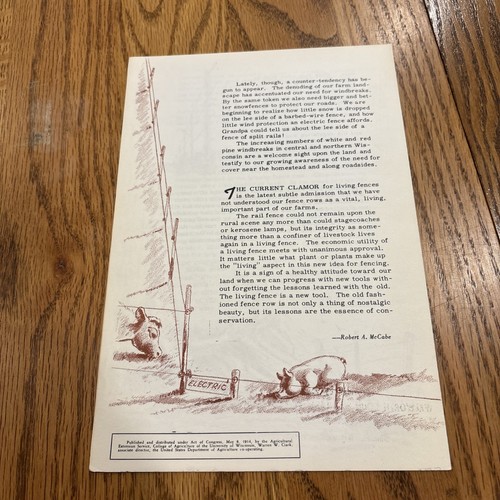 Lately, though, a counter-tendency has be-
gun to appear. The denuding of our farm land-
scape has accentuated our need for windbreaks.
By the same token we also need bigger and bet-
ter snowfences to protect our roads. We are
beginning to realize how little snow is dropped
on the lee side of a barbed-wire fence, and how
little wind protection an electric fence affords.
Grandpa could tell us about the lee side of a
fence of split rails!
The increasing numbers of white and red
pine windbreaks in central and northern Wis-
consin are a welcome sight upon the land and
testify to our growing awareness of the need for
cover near the homestead and along roadsides.
THE CURRENT CLAMOR for living fences
is the latest subtle admission that we have
not understood our fence rows as a vital, living,
important part of our farms.
The rail fence could not remain upon the
rural scene any more than could stagecoaches
or kerosene lamps, but its integrity as some-
thing more than a confiner of livestock lives
again in a living fence. The economic utility of
a living fence meets with unanimous approval.
It matters little what plant or plants make up
the "living" aspect in this new idea for fencing.
It is a sign of a healthy attitude toward our
land when we can progress with new tools with-
out forgetting the lessons learned with the old.
The living fence is a new tool. The old fash-
ioned fence row is not only a thing of nostalgic
beauty, but its lessons are the essence of con-
servation.
—Robert A. McCabe
ELECTRIC
Published and distributed under Act of Congress, May 8, 1914, by the Agricultural
Extension Service, College of Agriculture of the University of Wisconsin, Warren W. Clark,
associate director, the United States Department of Agriculture co-operating.